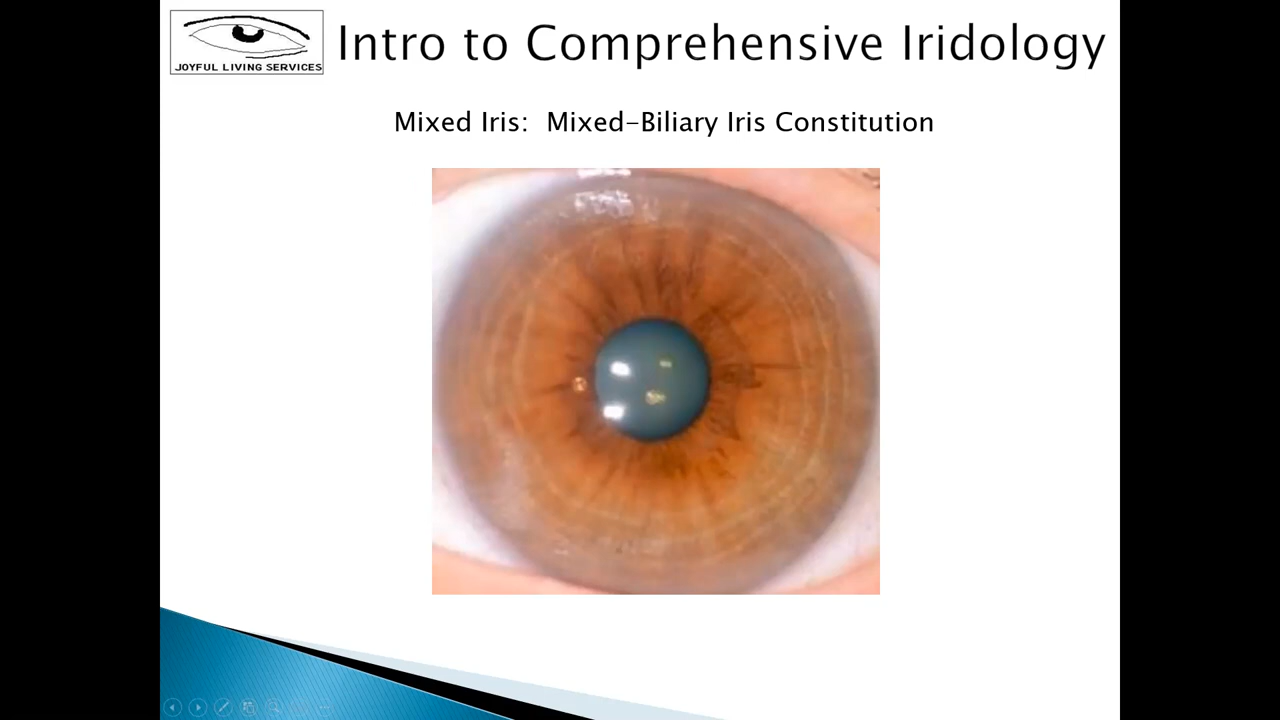 JOYFUL LIVING SERVICES
Intro to Comprehensive Iridology
Mixed Iris:  Mixed-Biliary Iris Constitution